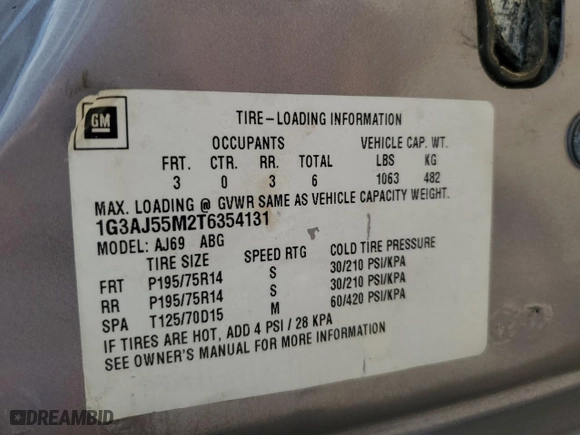 GM
TIRE-LOADING INFORMATION
OCCUPANTS VEHICLE CAP. WT.
FRT. CTR. RR. TOTAL LBS KG
3 0 3 6 1063 482
MAX. LOADING @ GVWR SAME AS VEHICLE CAPACITY WEIGHT.
1G3AJ55M2T6354131
MODEL: AJ69 ABG
TIRE SIZE SPEED RTG COLD TIRE PRESSURE
FRT P195/75R14 S 30/210 PSI/KPA
RR P195/75R14 S 30/210 PSI/KPA
SPA T125/70D15 M 60/420 PSI/KPA
IF TIRES ARE HOT, ADD 4 PSI / 28 KPA
SEE OWNER'S MANUAL FOR MORE INFORMATION
DREAMBID